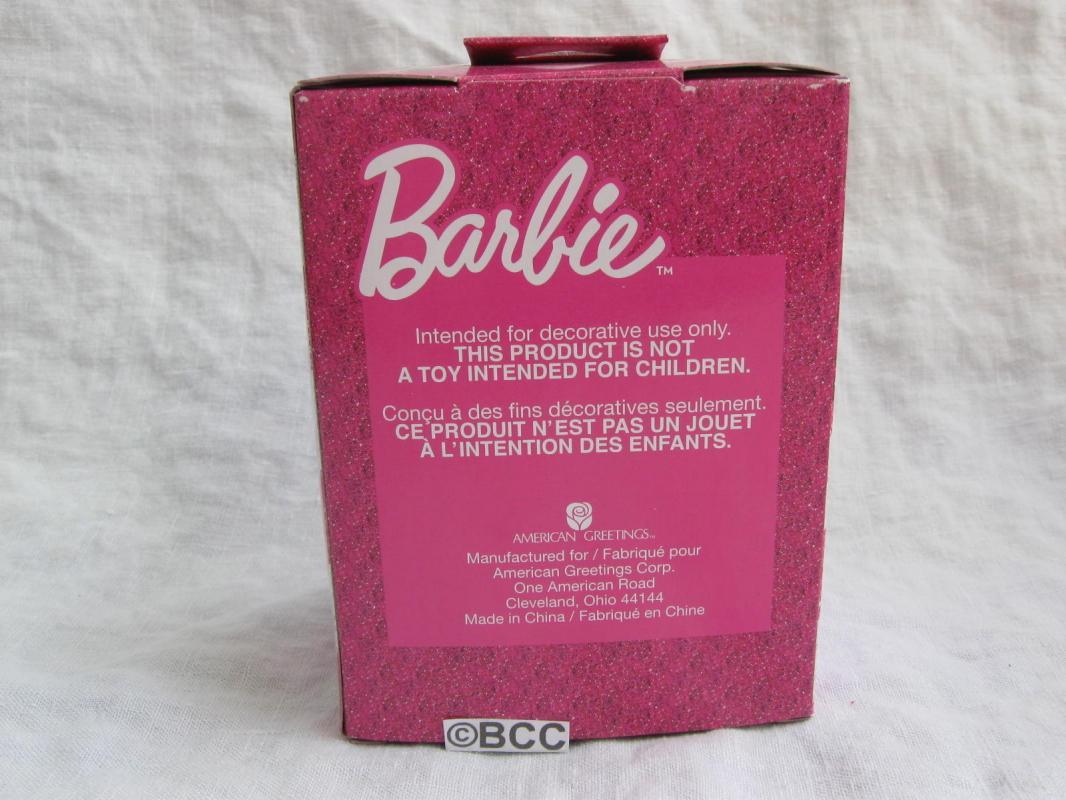 Barbie™
Intended for decorative use only.
THIS PRODUCT IS NOT
A TOY INTENDED FOR CHILDREN.
Conçu à des fins décoratives seulement.
CE PRODUIT N'EST PAS UN JOUET
À L'INTENTION DES ENFANTS.
AMERICAN GREETINGS™
Manufactured for / Fabriqué pour
American Greetings Corp.
One American Road
Cleveland, Ohio 44144
Made in China / Fabriqué en Chine
©BCC